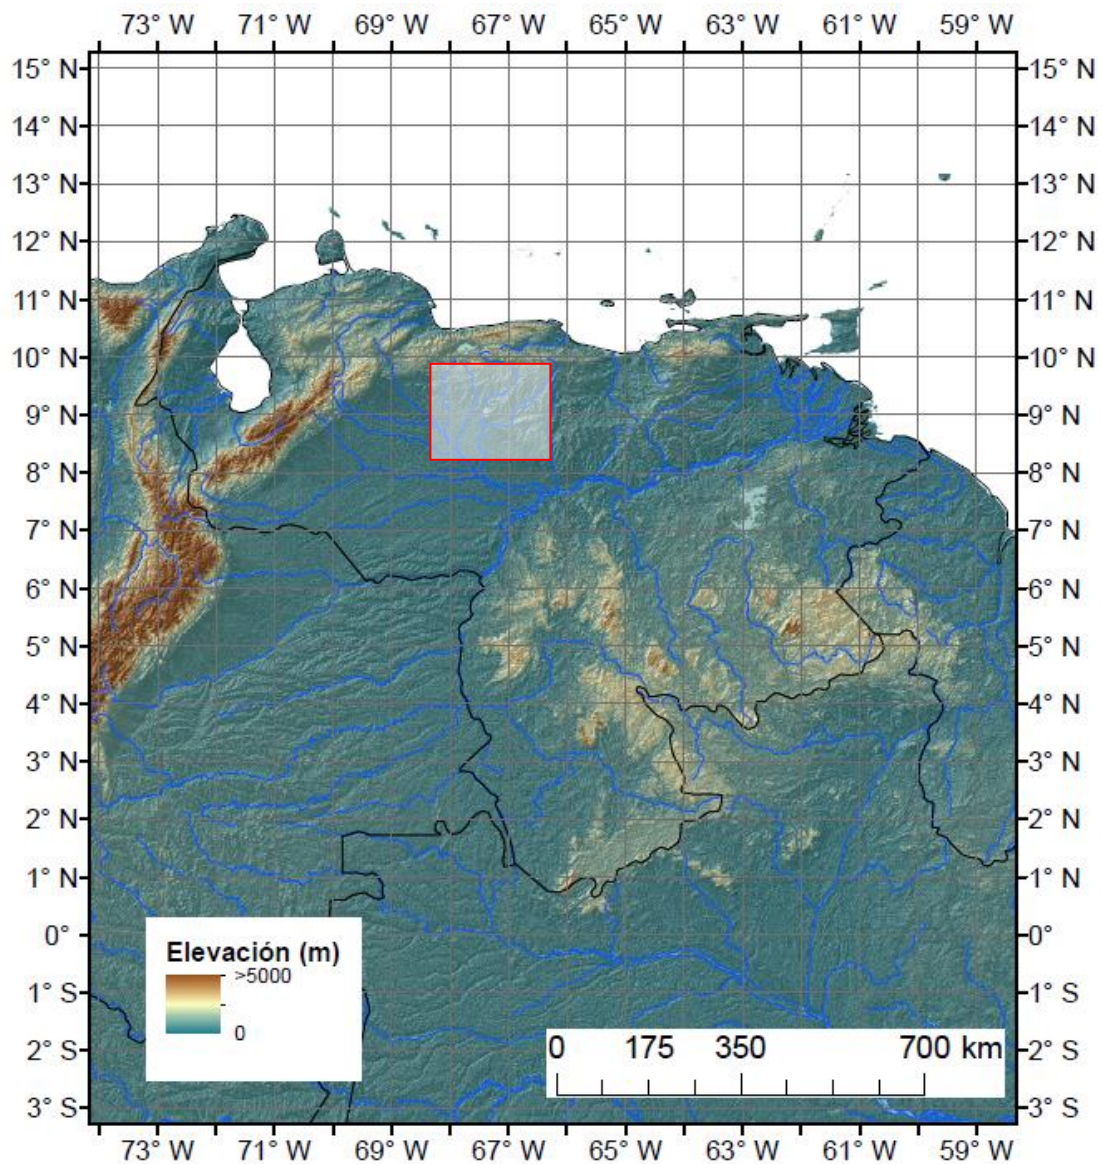 73° W 71° W 69° W 67° W 65° W 63° W 61° W 59° W
15° N 15° N
14° N 14° N
13° N 13° N
12° N 12° N
11° N 11° N
10° N 10° N
9° N 9° N
8° N 8° N
7° N 7° N
6° N 6° N
5° N 5° N
4° N 4° N
3° N 3° N
2° N 2° N
1° N 1° N
0° 0°
1° S 1° S
2° S 2° S
3° S 3° S
Elevación (m)
>5000
0
0 175 350 700 km
73° W 71° W 69° W 67° W 65° W 63° W 61° W 59° W